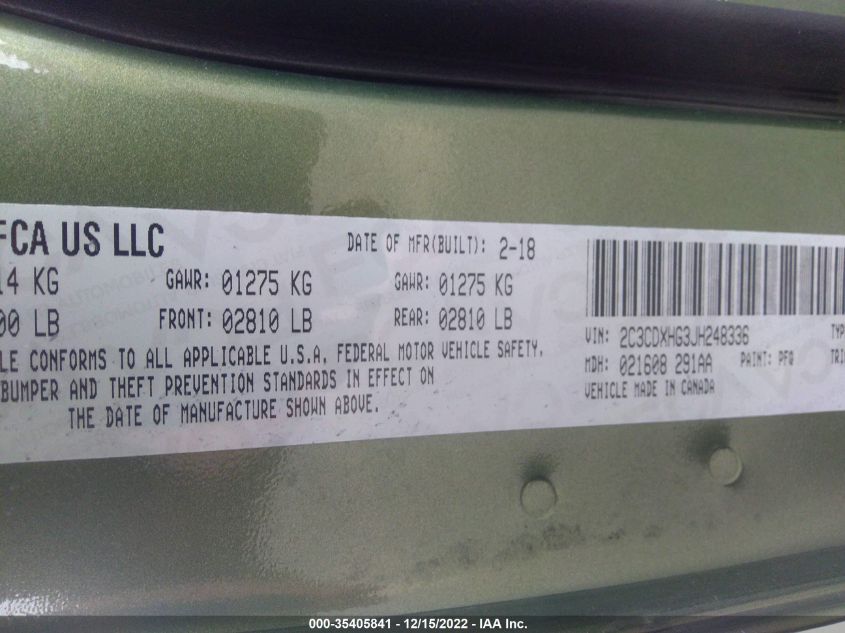 FCA US LLC
DATE OF MFR(BUILT): 2-18
14 KG GAWR: 01275 KG GAWR: 01275 KG
00 LB FRONT: 02810 LB REAR: 02810 LB
LE CONFORMS TO ALL APPLICABLE U.S.A. FEDERAL MOTOR VEHICLE SAFETY,
BUMPER AND THEFT PREVENTION STANDARDS IN EFFECT ON
THE DATE OF MANUFACTURE SHOWN ABOVE.
VIN: 2C3CDXHG3JH248336 TYP
MDH: 021608 291AA PAINT: PFQ TRI
VEHICLE MADE IN CANADA
000-35405841 - 12/15/2022 - IAA Inc.